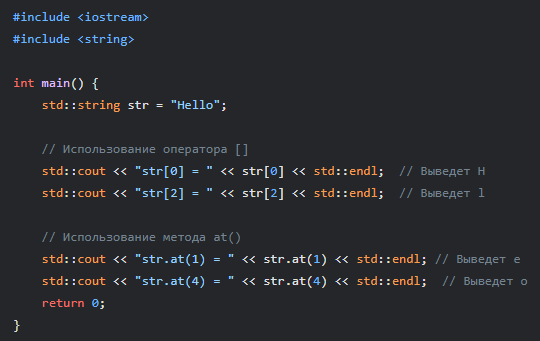 #include <iostream>
#include <string>
int main() {
    std::string str = "Hello";
    // Использование оператора []
    std::cout << "str[0] = " << str[0] << std::endl;  // Выведет H
    std::cout << "str[2] = " << str[2] << std::endl;  // Выведет l
    // Использование метода at()
    std::cout << "str.at(1) = " << str.at(1) << std::endl; // Выведет e
    std::cout << "str.at(4) = " << str.at(4) << std::endl;  // Выведет o
    return 0;
}